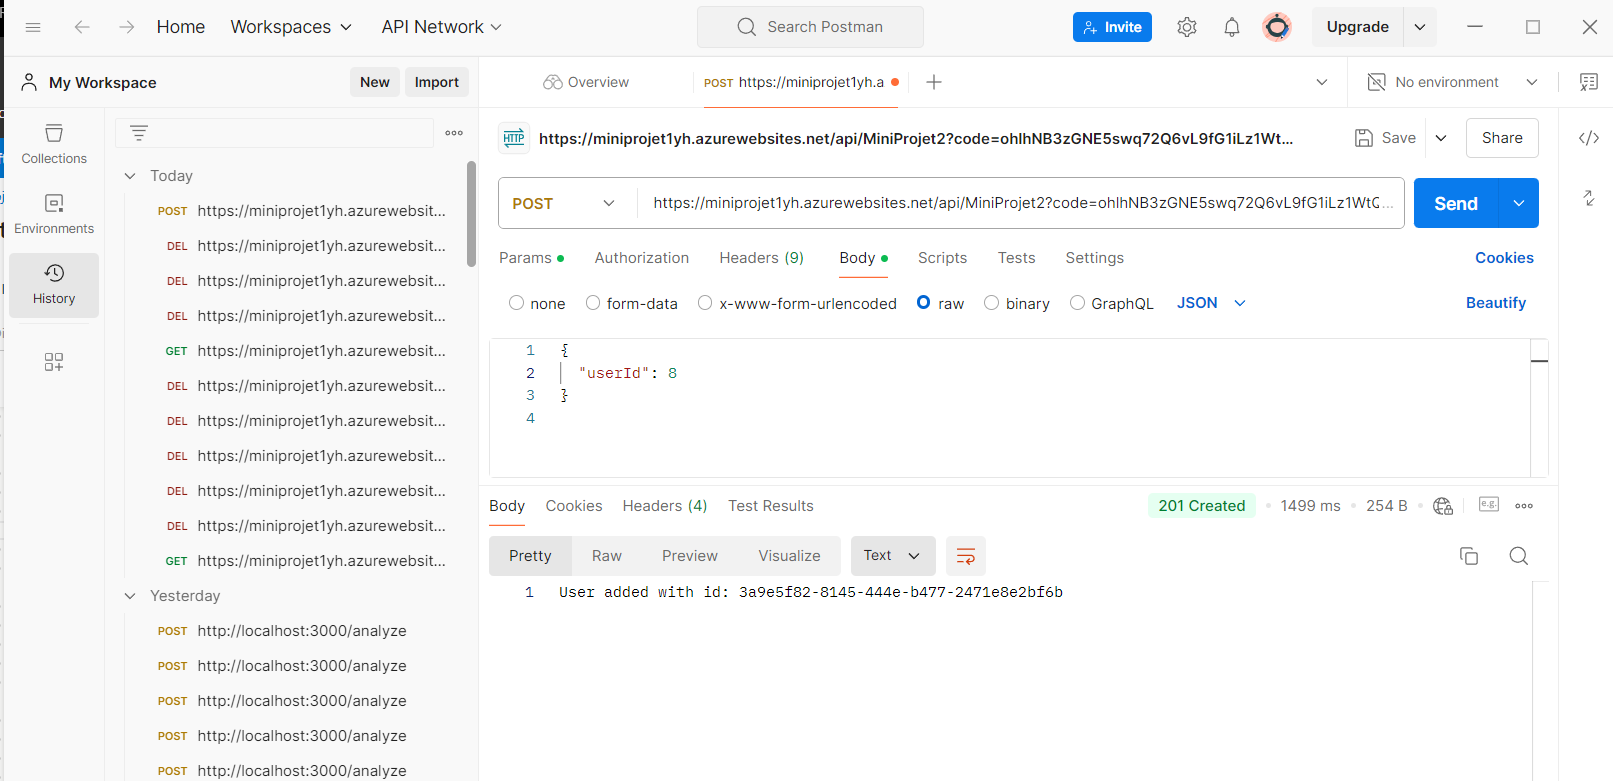 Home
Workspaces
API Network
Search Postman
Invite
Upgrade
My Workspace
New
Import
Overview
POST https://miniprojet1yh.a
No environment
Collections
Environments
History
Today
POST https://miniprojet1yh.azurewebsit...
DEL https://miniprojet1yh.azurewebsit...
DEL https://miniprojet1yh.azurewebsit...
DEL https://miniprojet1yh.azurewebsit...
GET https://miniprojet1yh.azurewebsit...
DEL https://miniprojet1yh.azurewebsit...
DEL https://miniprojet1yh.azurewebsit...
DEL https://miniprojet1yh.azurewebsit...
DEL https://miniprojet1yh.azurewebsit...
DEL https://miniprojet1yh.azurewebsit...
GET https://miniprojet1yh.azurewebsit...
Yesterday
POST http://localhost:3000/analyze
POST http://localhost:3000/analyze
POST http://localhost:3000/analyze
POST http://localhost:3000/analyze
POST http://localhost:3000/analyze
HTTP https://miniprojet1yh.azurewebsites.net/api/MiniProjet2?code=ohlhNB3zGNE5swq72Q6vL9fG1iLz1Wt...
Save
Share
POST https://miniprojet1yh.azurewebsites.net/api/MiniProjet2?code=ohlhNB3zGNE5swq72Q6vL9fG1iLz1WtG...
Send
Params
Authorization
Headers (9)
Body
Scripts
Tests
Settings
Cookies
none
form-data
x-www-form-urlencoded
raw
binary
GraphQL
JSON
Beautify
1 {
2 "userId": 8
3 }
4
Body
Cookies
Headers (4)
Test Results
201 Created
1499 ms
254 B
e.g.
Pretty
Raw
Preview
Visualize
Text
1 User added with id: 3a9e5f82-8145-444e-b477-2471e8e2bf6b